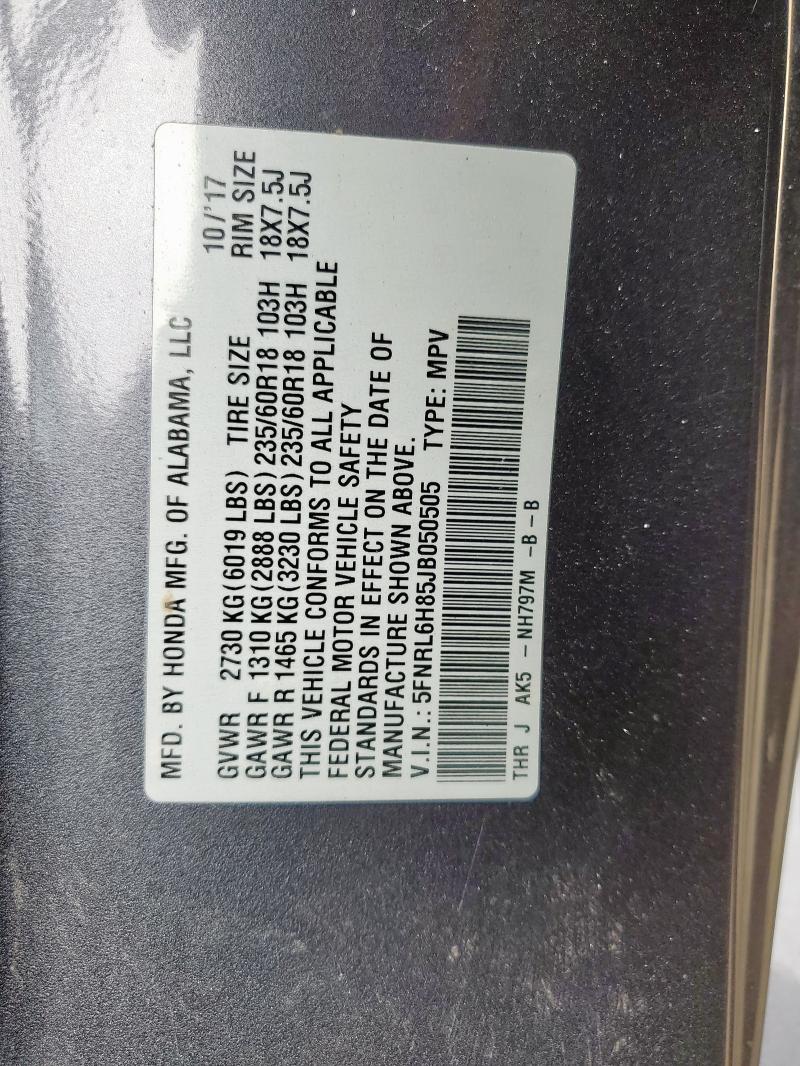 MFD. BY HONDA MFG. OF ALABAMA, LLC
10/'17
GVWR 2730 KG (6019 LBS) TIRE SIZE RIM SIZE
GAWR F 1310 KG (2888 LBS) 235/60R18 103H 18X7.5J
GAWR R 1465 KG (3230 LBS) 235/60R18 103H 18X7.5J
THIS VEHICLE CONFORMS TO ALL APPLICABLE
FEDERAL MOTOR VEHICLE SAFETY
STANDARDS IN EFFECT ON THE DATE OF
MANUFACTURE SHOWN ABOVE.
V.I.N.: 5FNRL6H85JB050505 TYPE: MPV
THR J AK5 - NH797M -B - B